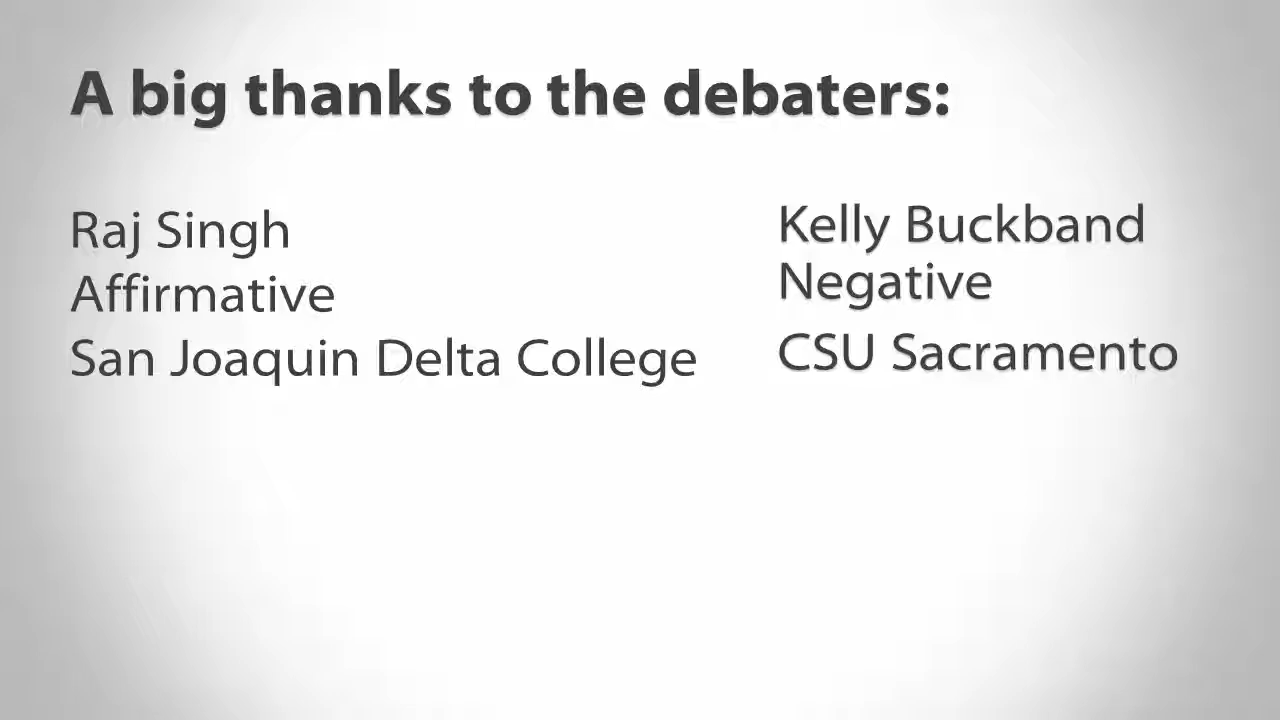 A big thanks to the debaters:
Raj Singh
Affirmative
San Joaquin Delta College
Kelly Buckband
Negative
CSU Sacramento